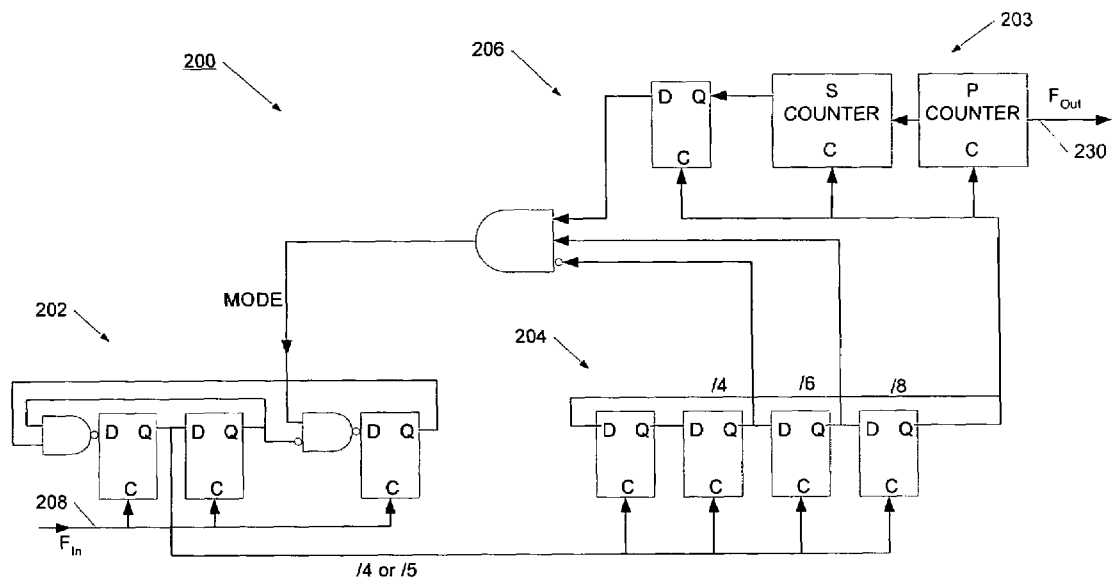 203
206
200
D Q
C
S
COUNTER
C
P
COUNTER
C
F_Out
230
MODE
202
204
/4
/6
/8
D Q
C
D Q
C
D Q
C
D Q
C
D Q
C
D Q
C
D Q
C
208
F_In
/4 or /5